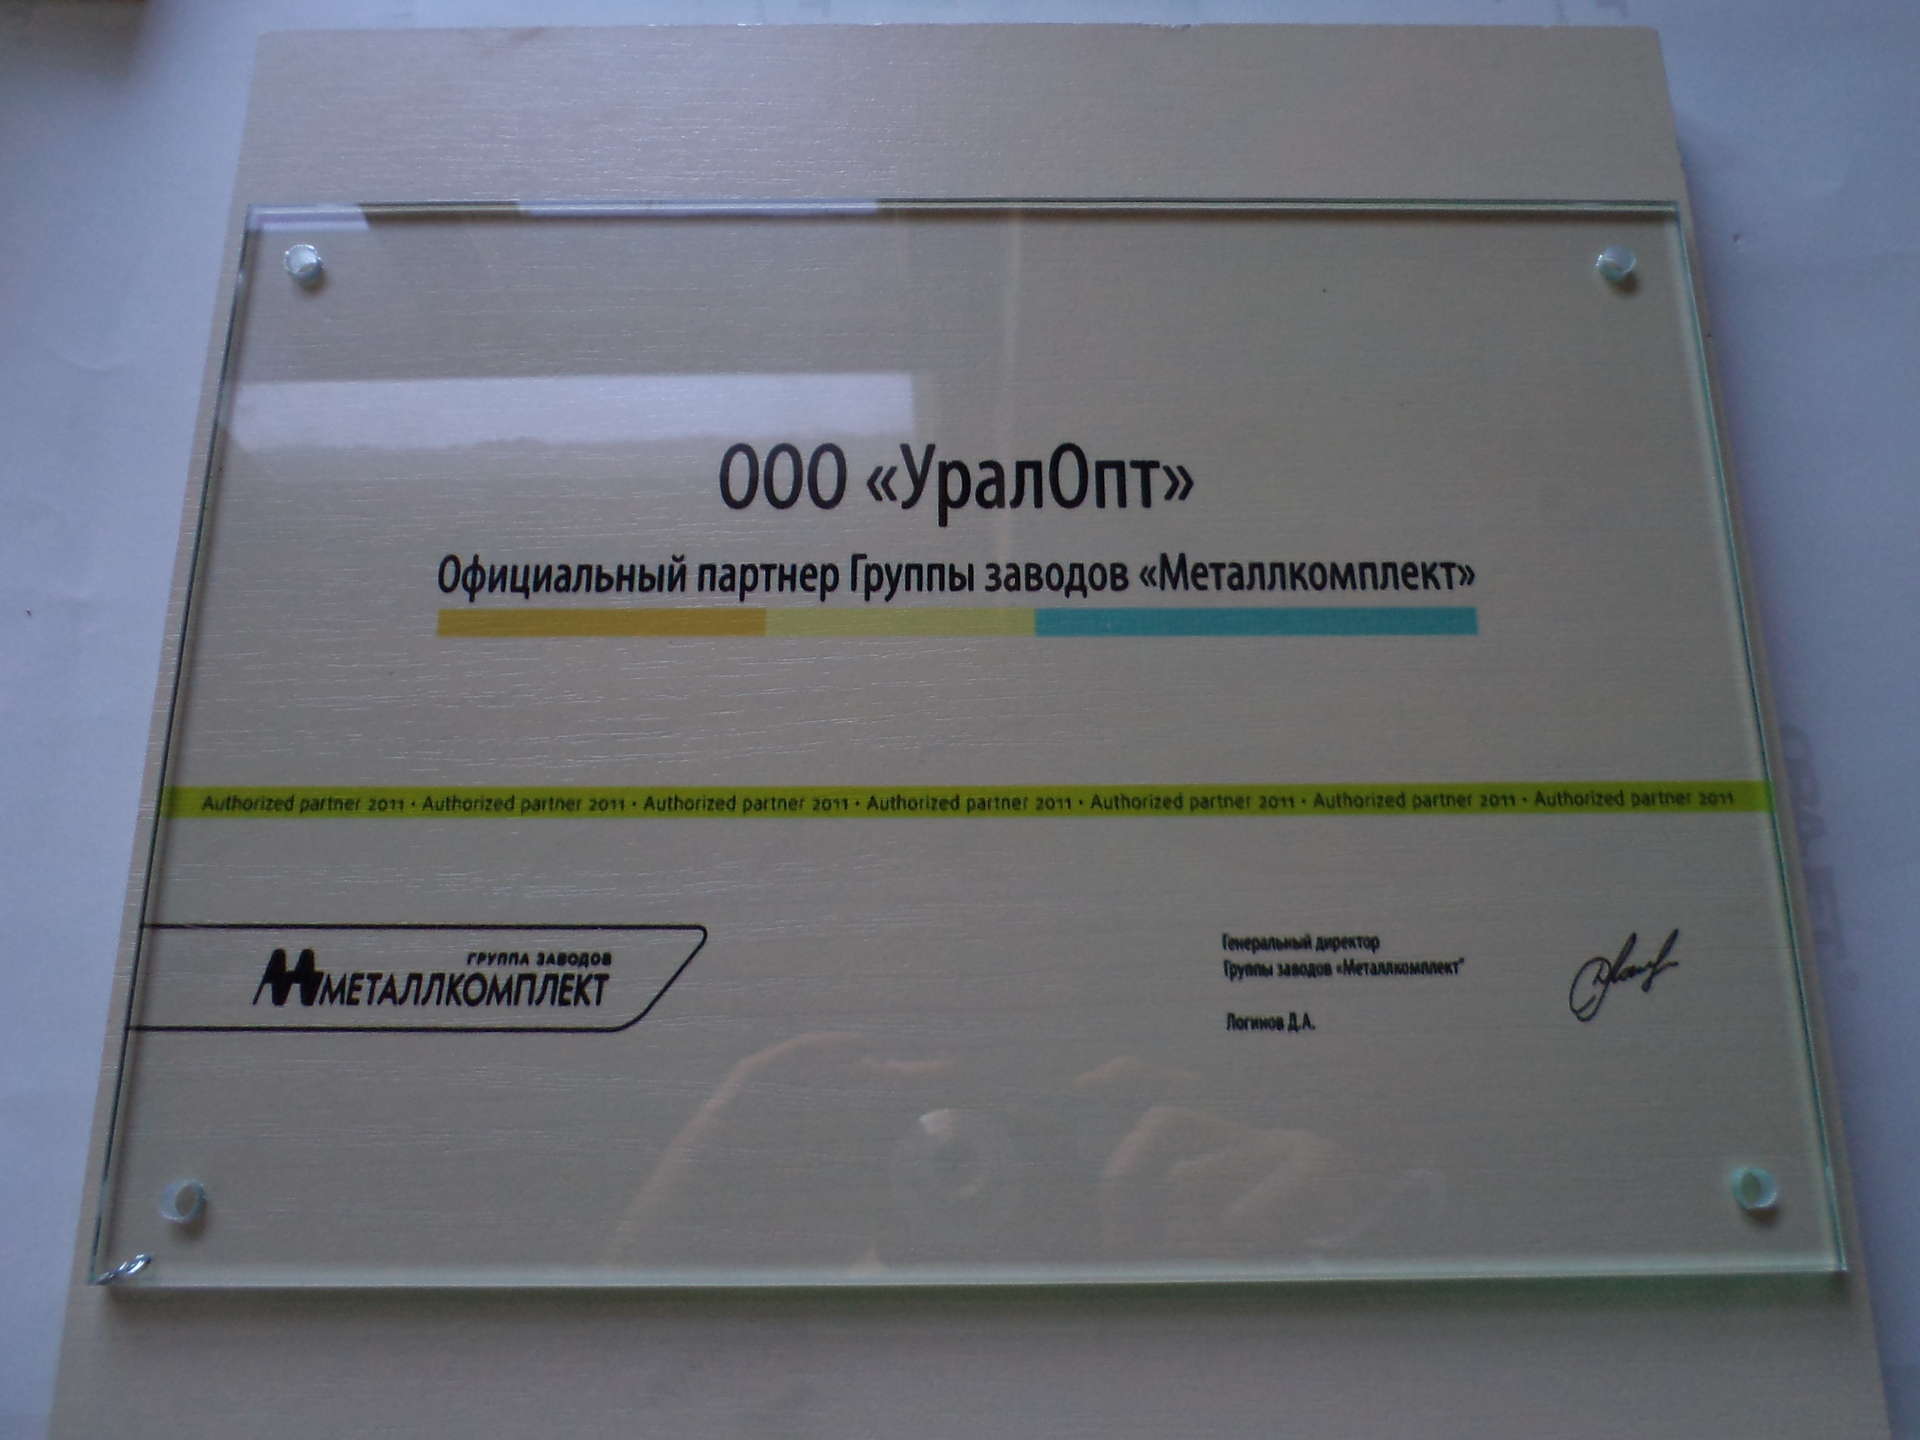 ООО «УралОпт»
Официальный партнер Группы заводов «Металлкомплект»
Authorized partner 2011 • Authorized partner 2011 • Authorized partner 2011 • Authorized partner 2011 • Authorized partner 2011 • Authorized partner 2011 • Authorized partner 2011
ГРУППА ЗАВОДОВ
МЕТАЛЛКОМПЛЕКТ
Генеральный директор
Группы заводов «Металлкомплект"
Логинов Д.А.